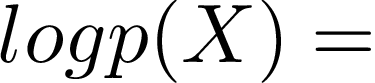 logp(X) =